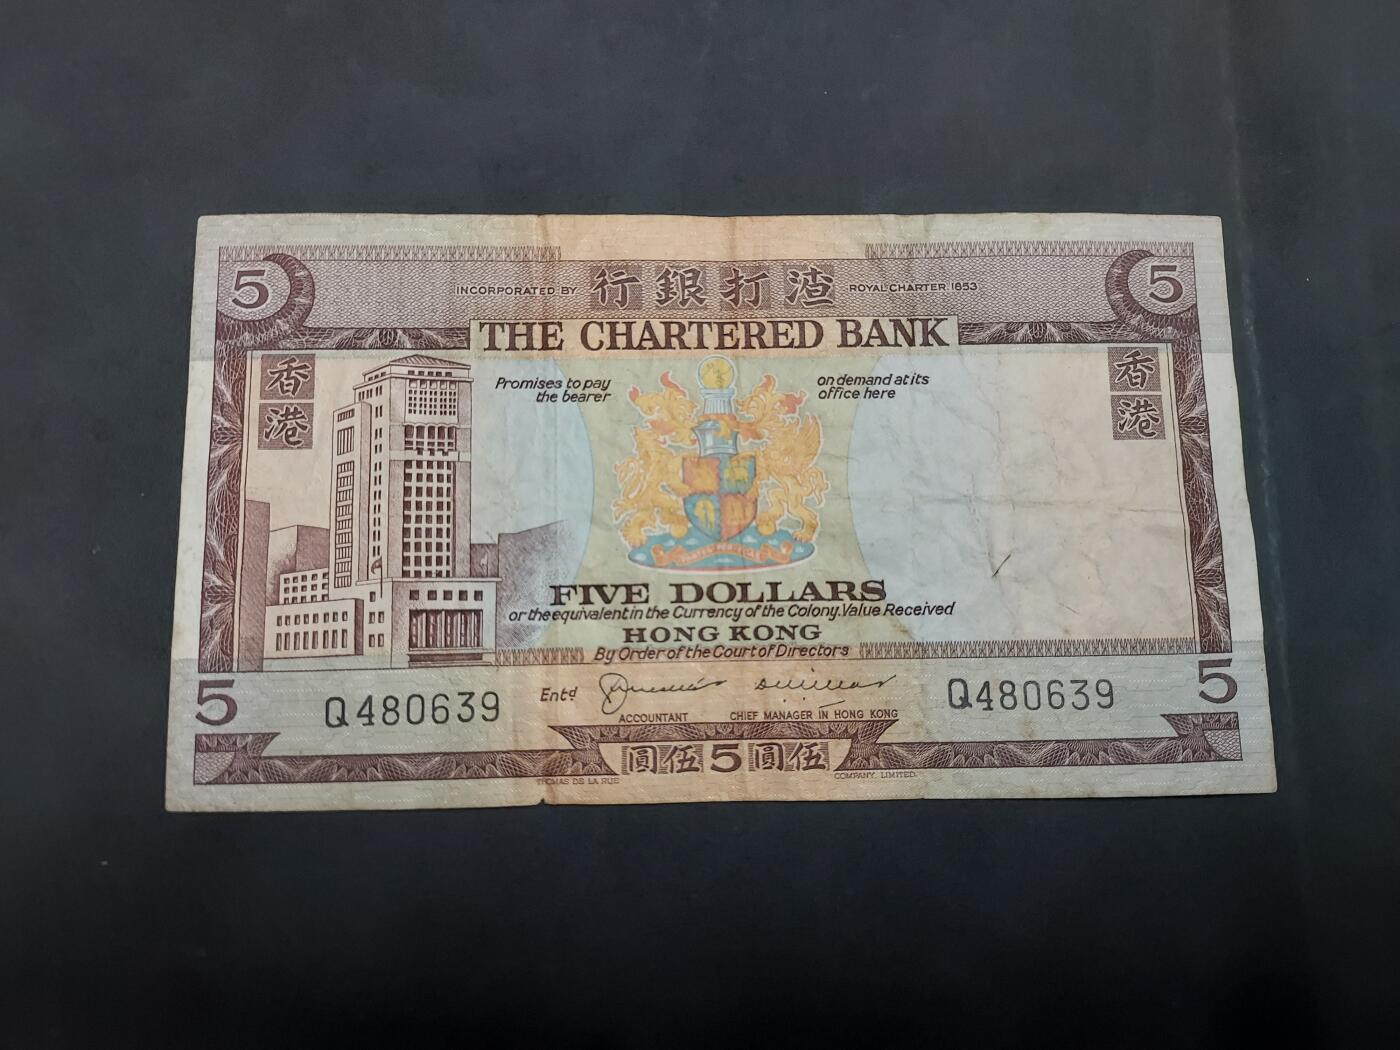 5 5
INCORPORATED BY 行銀打渣 ROYAL CHARTER 1853
THE CHARTERED BANK
香港 香港
Promises to pay on demand at its
the bearer office here
FIVE DOLLARS
or the equivalent in the Currency of the Colony. Value Received
HONG KONG
By Order of the Court of Directors
5 5
Q480639 Entd Q480639
ACCOUNTANT CHIEF MANAGER IN HONG KONG
圓伍 5 圓伍
THOMAS DE LA RUE COMPANY, LIMITED.